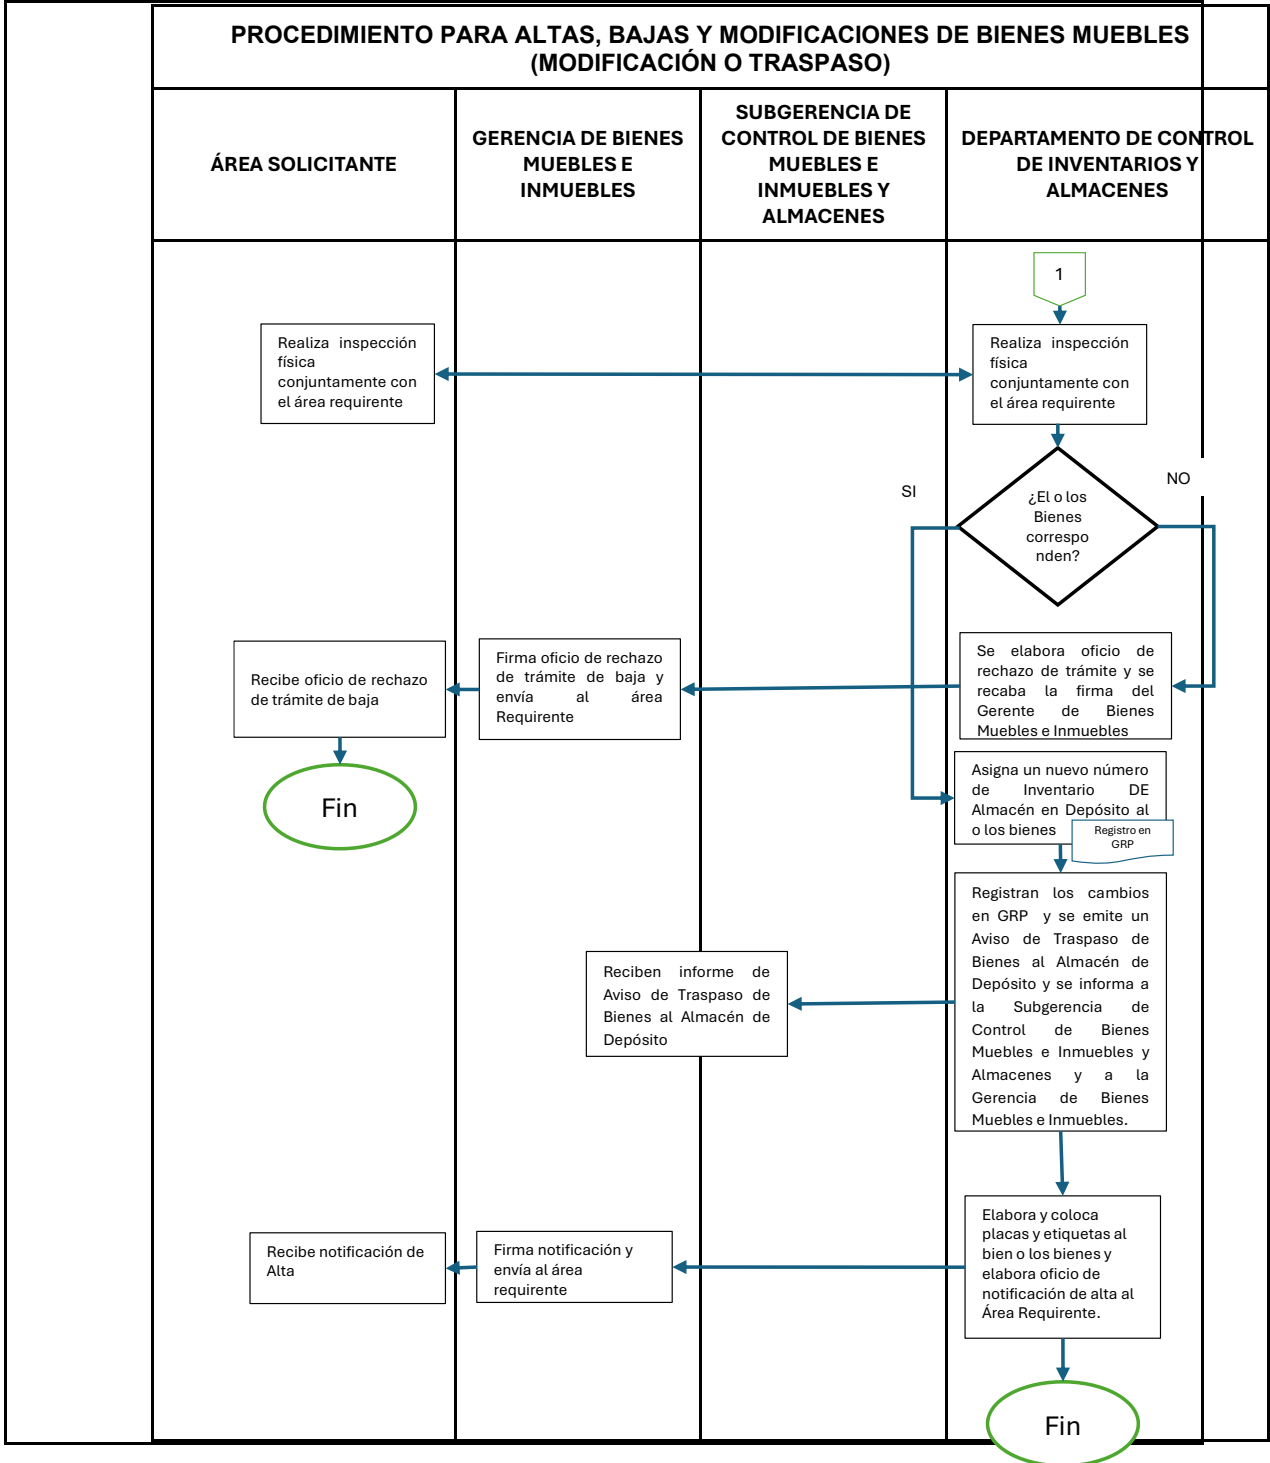 PROCEDIMIENTO PARA ALTAS, BAJAS Y MODIFICACIONES DE BIENES MUEBLES
(MODIFICACIÓN O TRASPASO)
ÁREA SOLICITANTE
GERENCIA DE BIENES
MUEBLES E
INMUEBLES
SUBGERENCIA DE
CONTROL DE BIENES
MUEBLES E
INMUEBLES Y
ALMACENES
DEPARTAMENTO DE CONTROL
DE INVENTARIOS Y
ALMACENES
1
Realiza inspección
física
conjuntamente con
el área requirente
Realiza inspección
física
conjuntamente con
el área requirente
SI
NO
¿El o los
Bienes
correspo
nden?
Recibe oficio de rechazo
de trámite de baja
Firma oficio de rechazo
de trámite de baja y
envía al área
Requirente
Se elabora oficio de
rechazo de trámite y se
recaba la firma del
Gerente de Bienes
Muebles e Inmuebles
Fin
Asigna un nuevo número
de Inventario DE
Almacén en Depósito al
o los bienes
Registro en
GRP
Registran los cambios
en GRP y se emite un
Aviso de Traspaso de
Bienes al Almacén de
Depósito y se informa a
la Subgerencia de
Control de Bienes
Muebles e Inmuebles y
Almacenes y a la
Gerencia de Bienes
Muebles e Inmuebles.
Reciben informe de
Aviso de Traspaso de
Bienes al Almacén de
Depósito
Recibe notificación de
Alta
Firma notificación y
envía al área
requirente
Elabora y coloca
placas y etiquetas al
bien o los bienes y
elabora oficio de
notificación de alta al
Área Requirente.
Fin